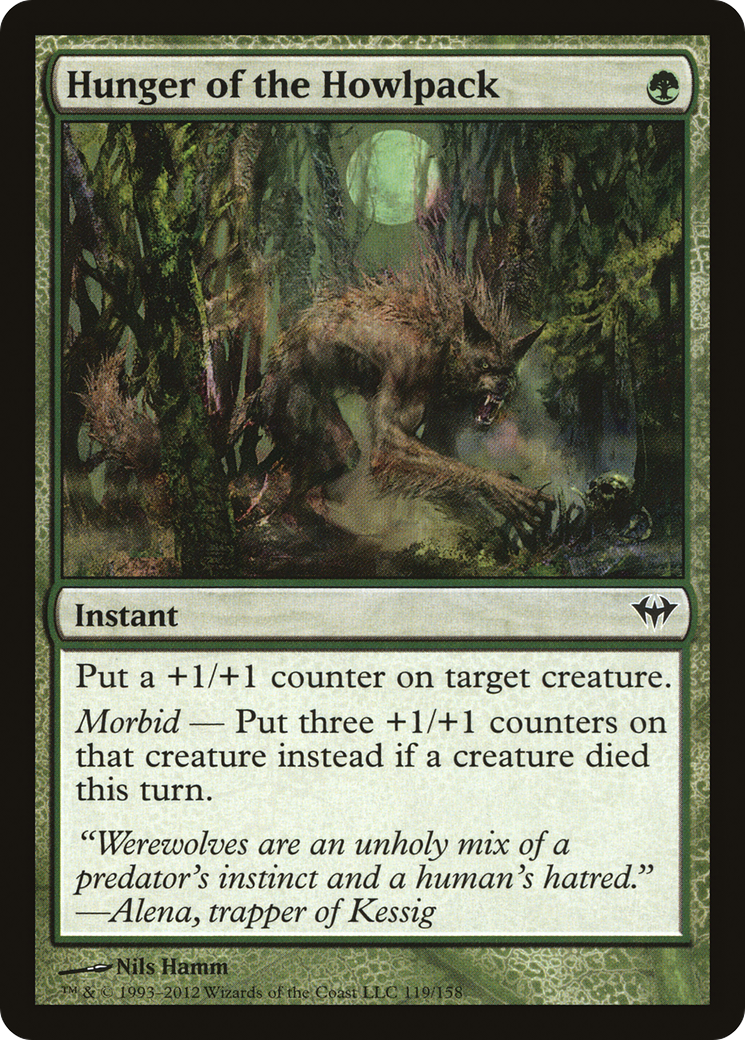 Hunger of the Howlpack
Instant
Put a +1/+1 counter on target creature.
Morbid — Put three +1/+1 counters on
that creature instead if a creature died
this turn.
“Werewolves are an unholy mix of a
predator’s instinct and a human’s hatred.”
—Alena, trapper of Kessig
Nils Hamm
™ & © 1993–2012 Wizards of the Coast LLC 119/158